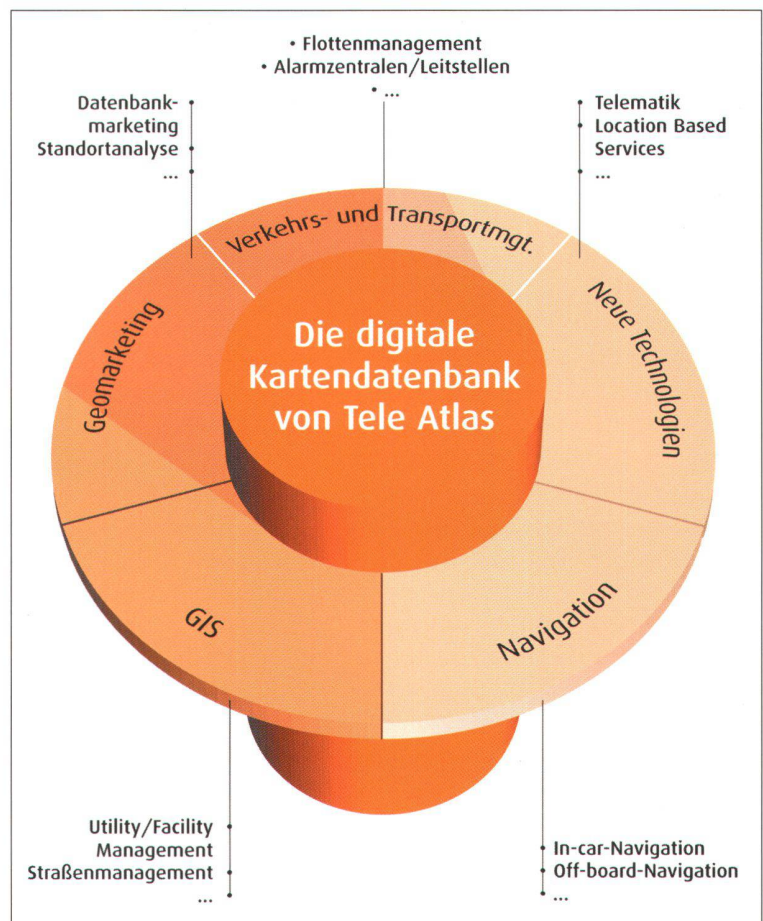 • Flottenmanagement
• Alarmzentralen/Leitstellen
• ...
Datenbank- •
marketing
Standortanalyse •
... •
• Telematik
• Location Based
Services
• ...
Verkehrs- und Transportmgt.
Geomarketing
Neue Technologien
Die digitale
Kartendatenbank
von Tele Atlas
GIS
Navigation
Utility/Facility •
Management
Straßenmanagement •
... •
• In-car-Navigation
• Off-board-Navigation
• ...